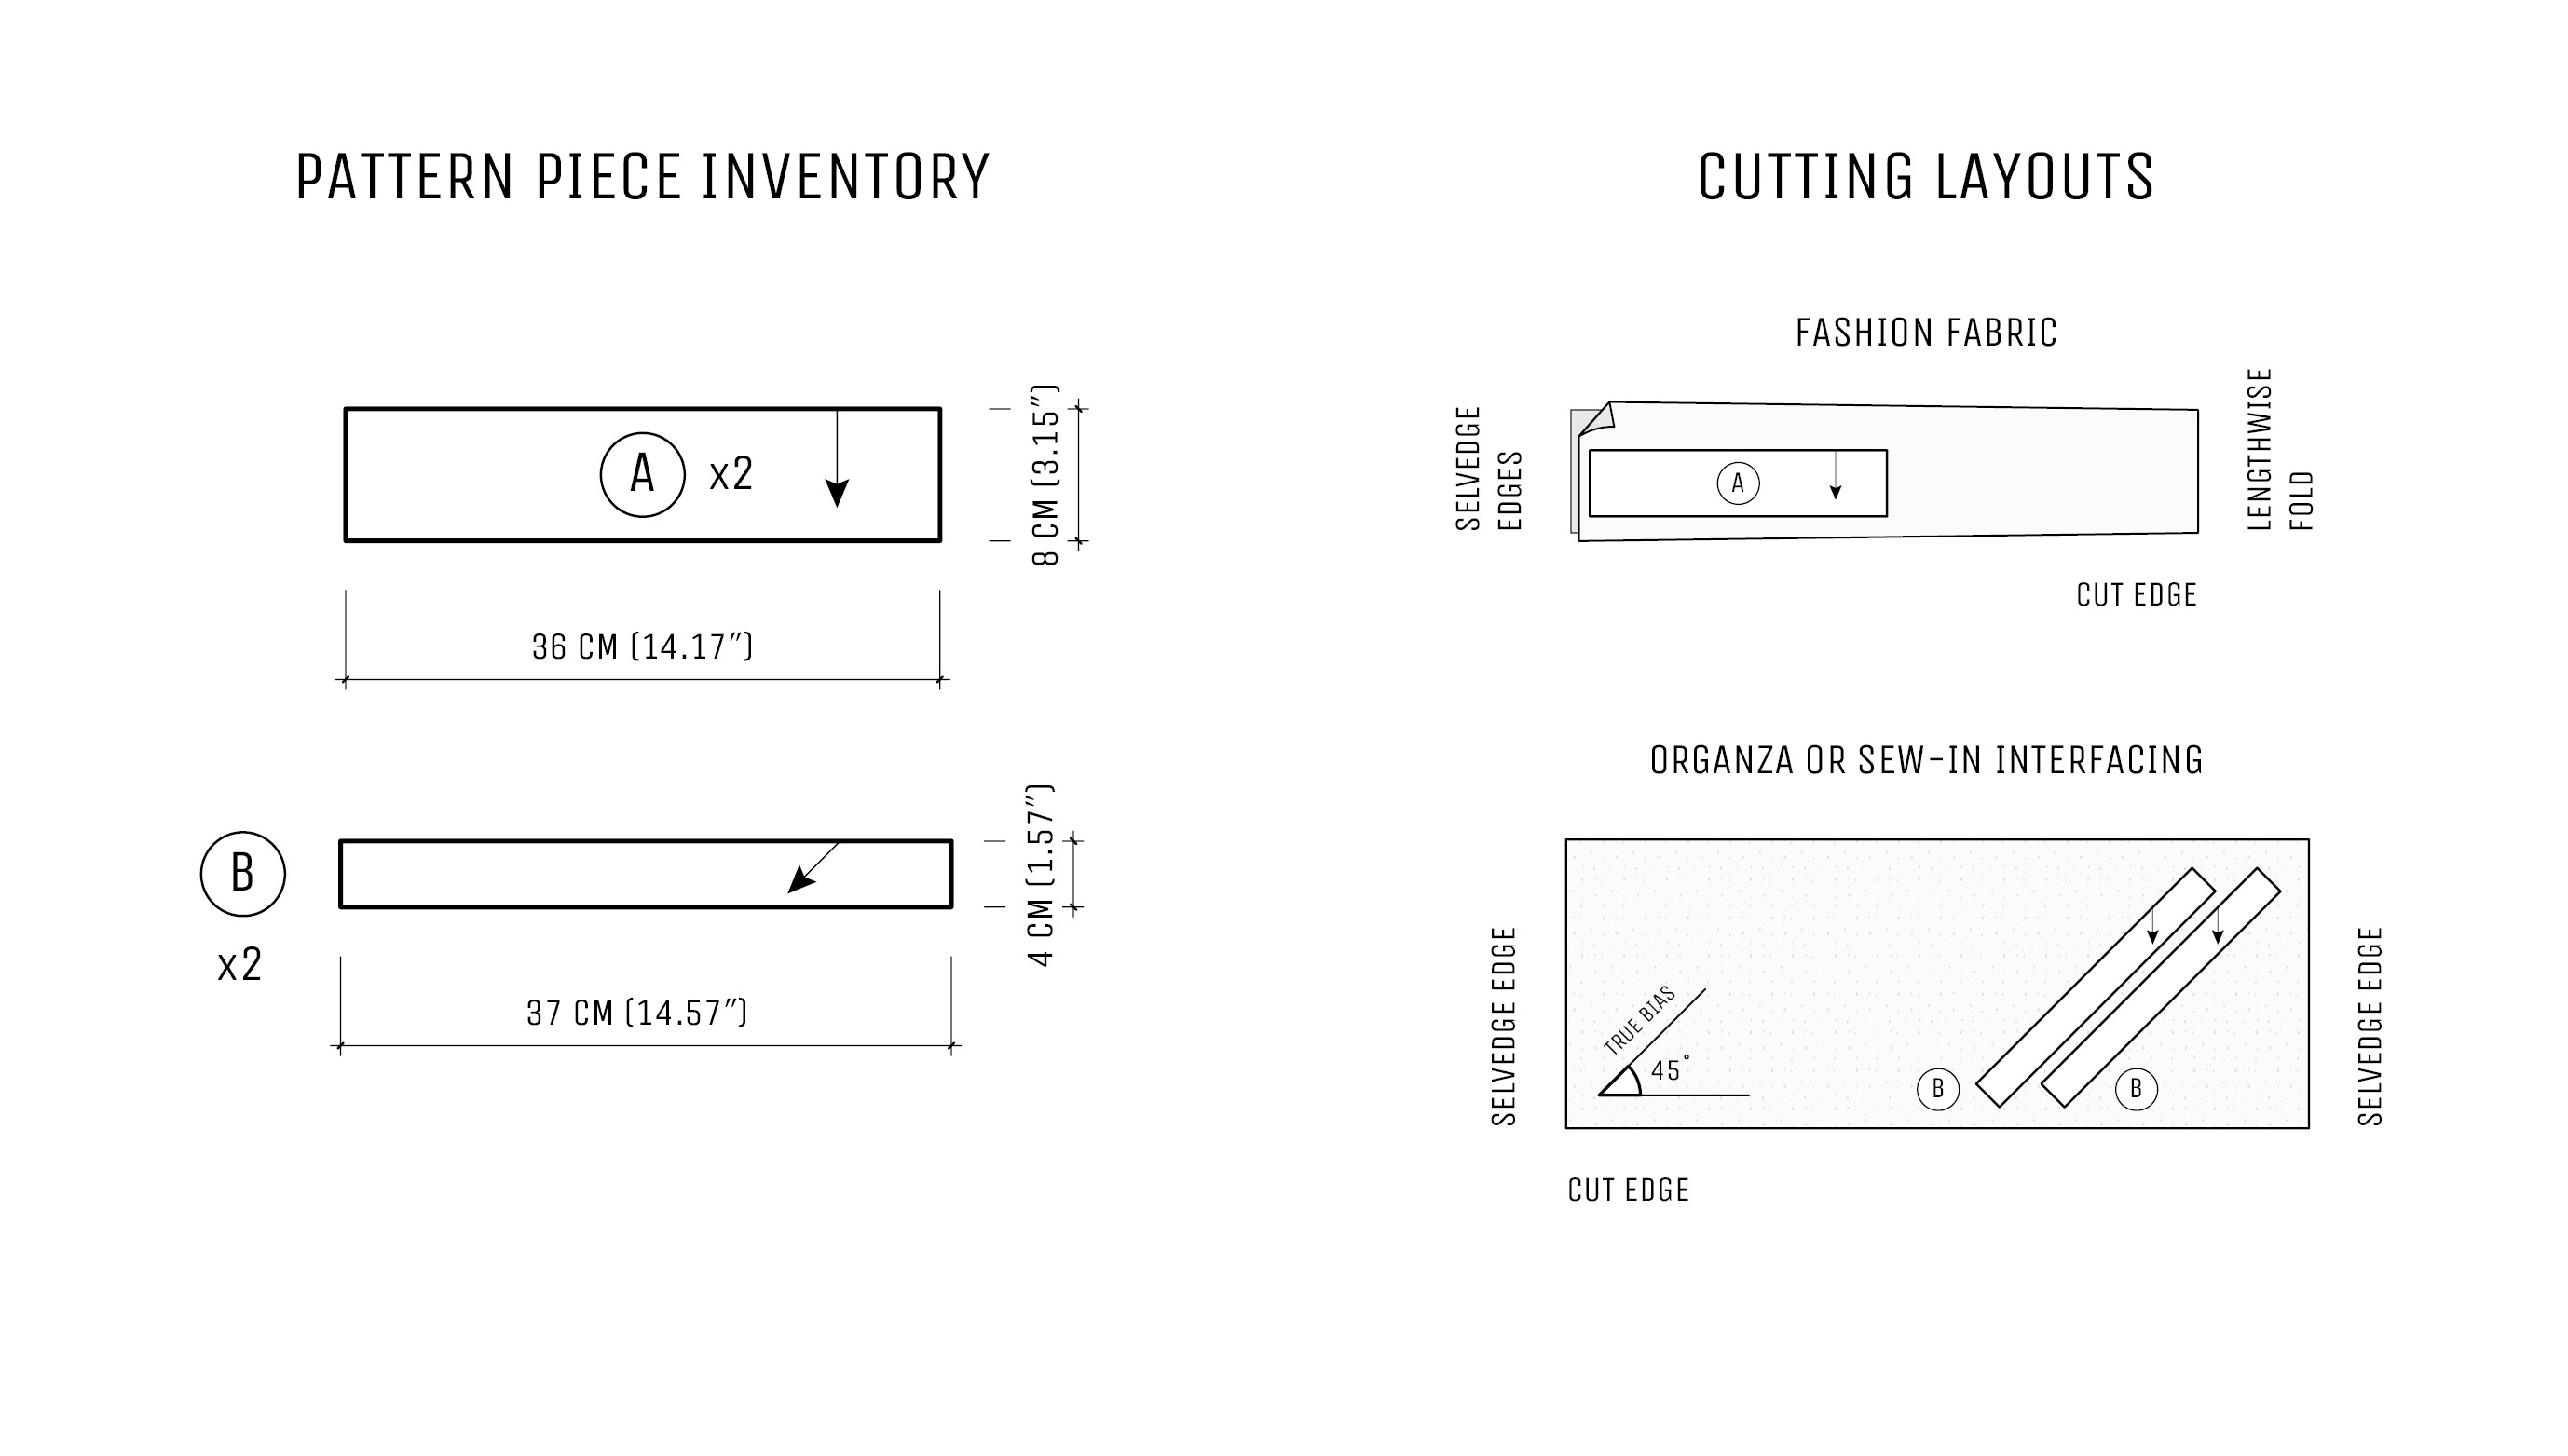 PATTERN PIECE INVENTORY
A x2
8 CM (3.15″)
36 CM (14.17″)
B
x2
4 CM (1.57″)
37 CM (14.57″)
CUTTING LAYOUTS
FASHION FABRIC
SELVEDGE
EDGES
A
LENGTHWISE
FOLD
CUT EDGE
ORGANZA OR SEW-IN INTERFACING
SELVEDGE EDGE
TRUE BIAS
45°
B
B
SELVEDGE EDGE
CUT EDGE